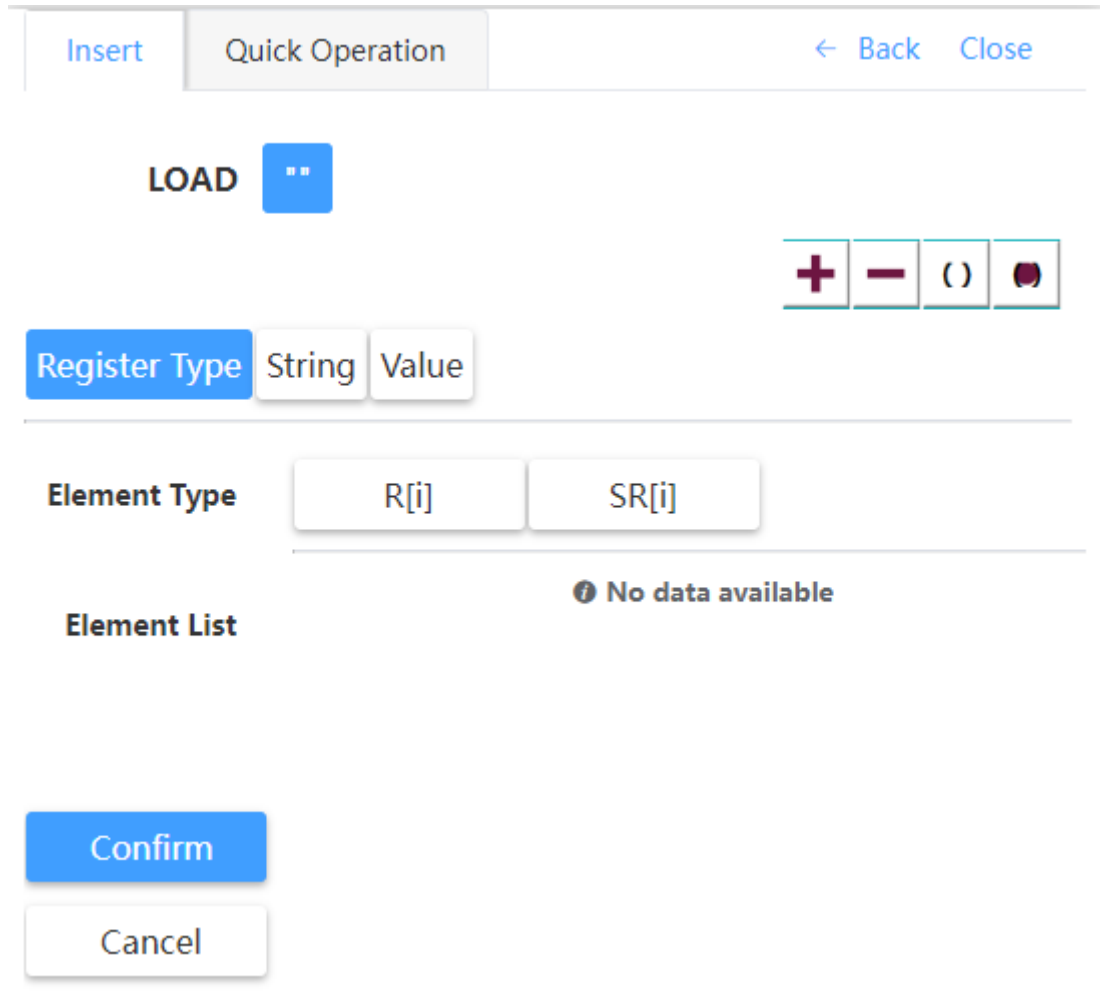 Insert Quick Operation ← Back Close
LOAD ""
+ − ( ) ( )
Register Type String Value
Element Type R[i] SR[i]
No data available
Element List
Confirm
Cancel